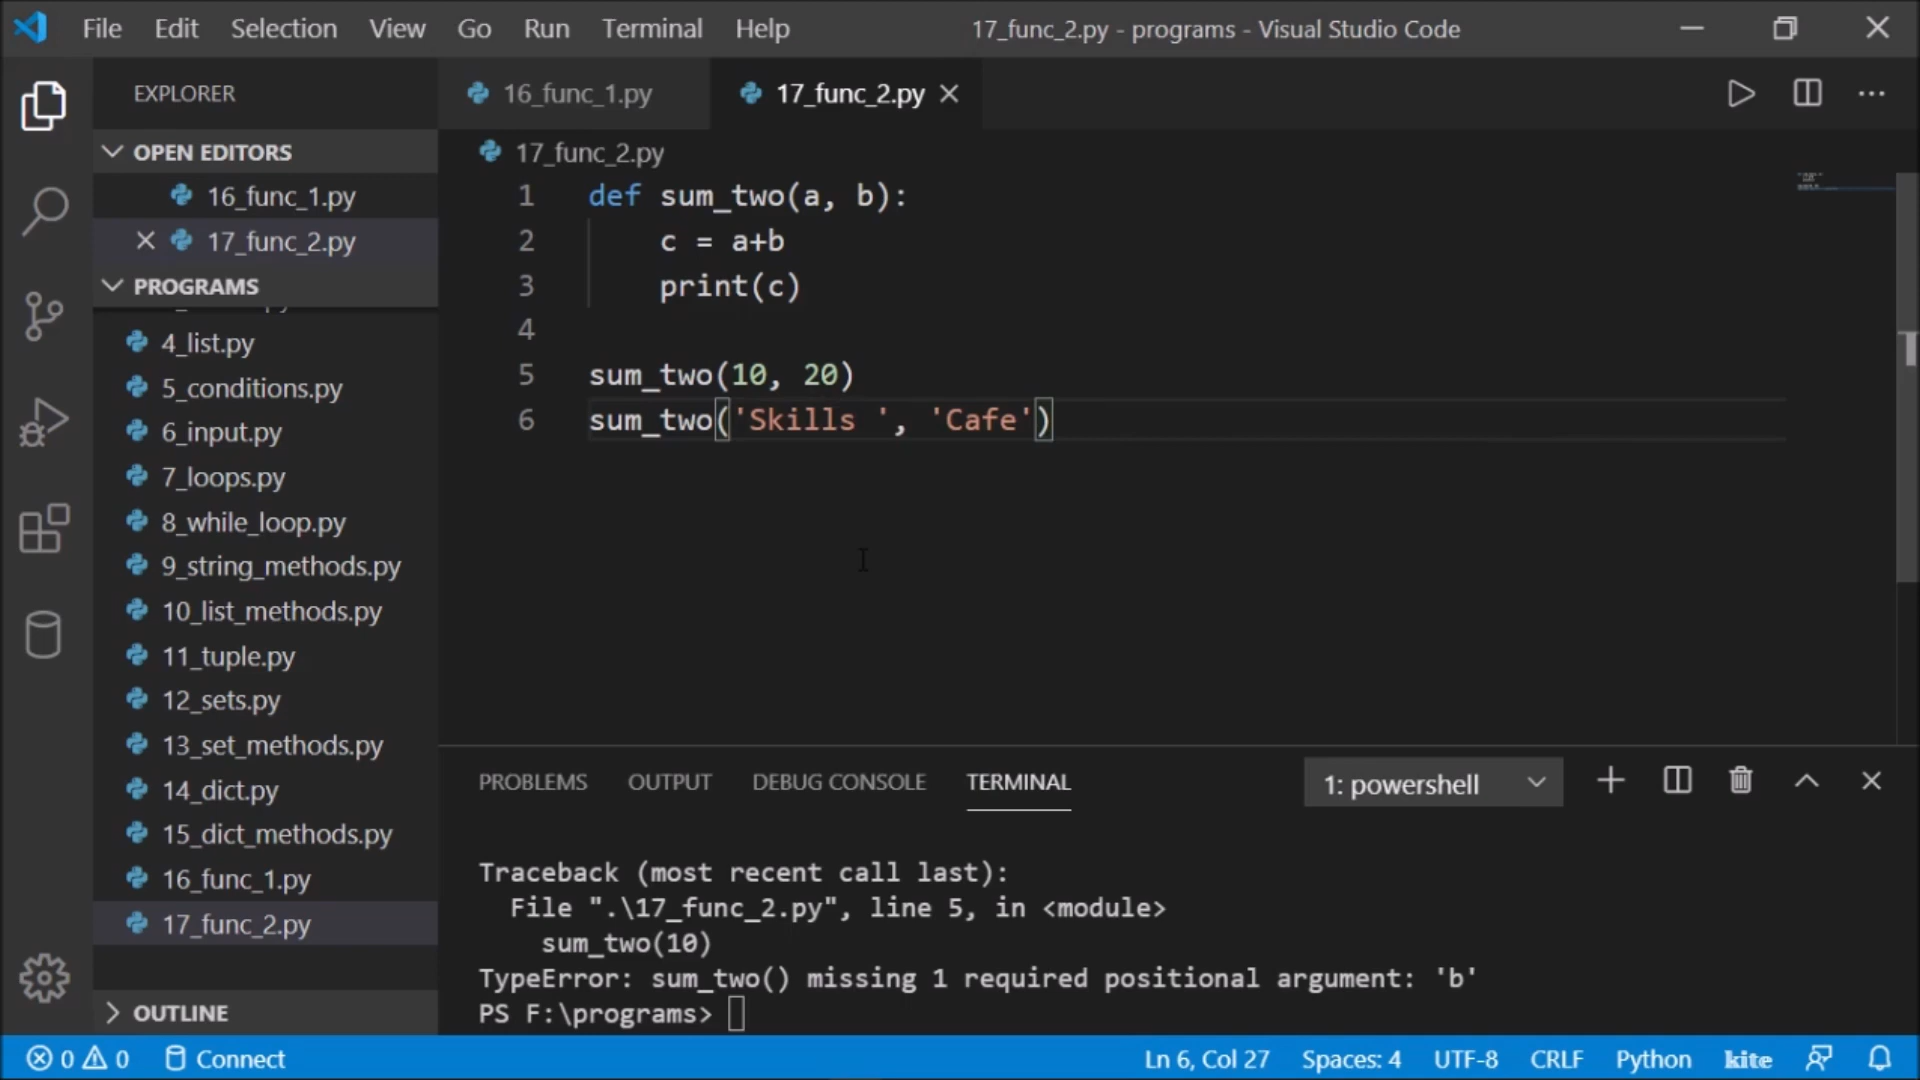 File Edit Selection View Go Run Terminal Help 17_func_2.py - programs - Visual Studio Code
EXPLORER
OPEN EDITORS
16_func_1.py
17_func_2.py
PROGRAMS
4_list.py
5_conditions.py
6_input.py
7_loops.py
8_while_loop.py
9_string_methods.py
10_list_methods.py
11_tuple.py
12_sets.py
13_set_methods.py
14_dict.py
15_dict_methods.py
16_func_1.py
17_func_2.py
OUTLINE
16_func_1.py 17_func_2.py
17_func_2.py
1 def sum_two(a, b):
2 c = a+b
3 print(c)
4
5 sum_two(10, 20)
6 sum_two('Skills ', 'Cafe')
PROBLEMS OUTPUT DEBUG CONSOLE TERMINAL 1: powershell
Traceback (most recent call last):
File ".\17_func_2.py", line 5, in <module>
sum_two(10)
TypeError: sum_two() missing 1 required positional argument: 'b'
PS F:\programs>
0 0 Connect Ln 6, Col 27 Spaces: 4 UTF-8 CRLF Python kite